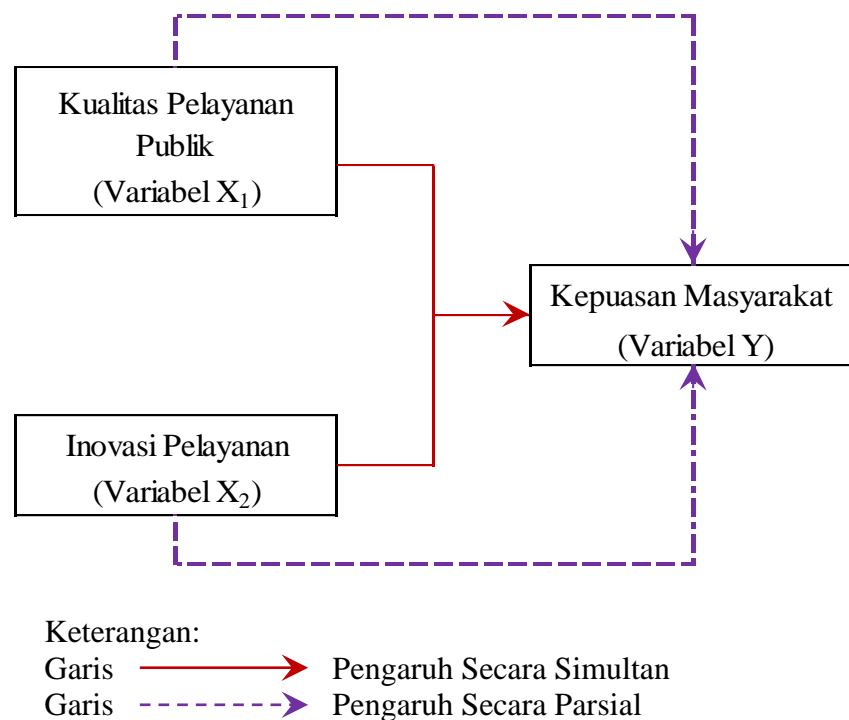 Kualitas Pelayanan
Publik
(Variabel X₁)
Kepuasan Masyarakat
(Variabel Y)
Inovasi Pelayanan
(Variabel X₂)
Keterangan:
Garis Pengaruh Secara Simultan
Garis Pengaruh Secara Parsial